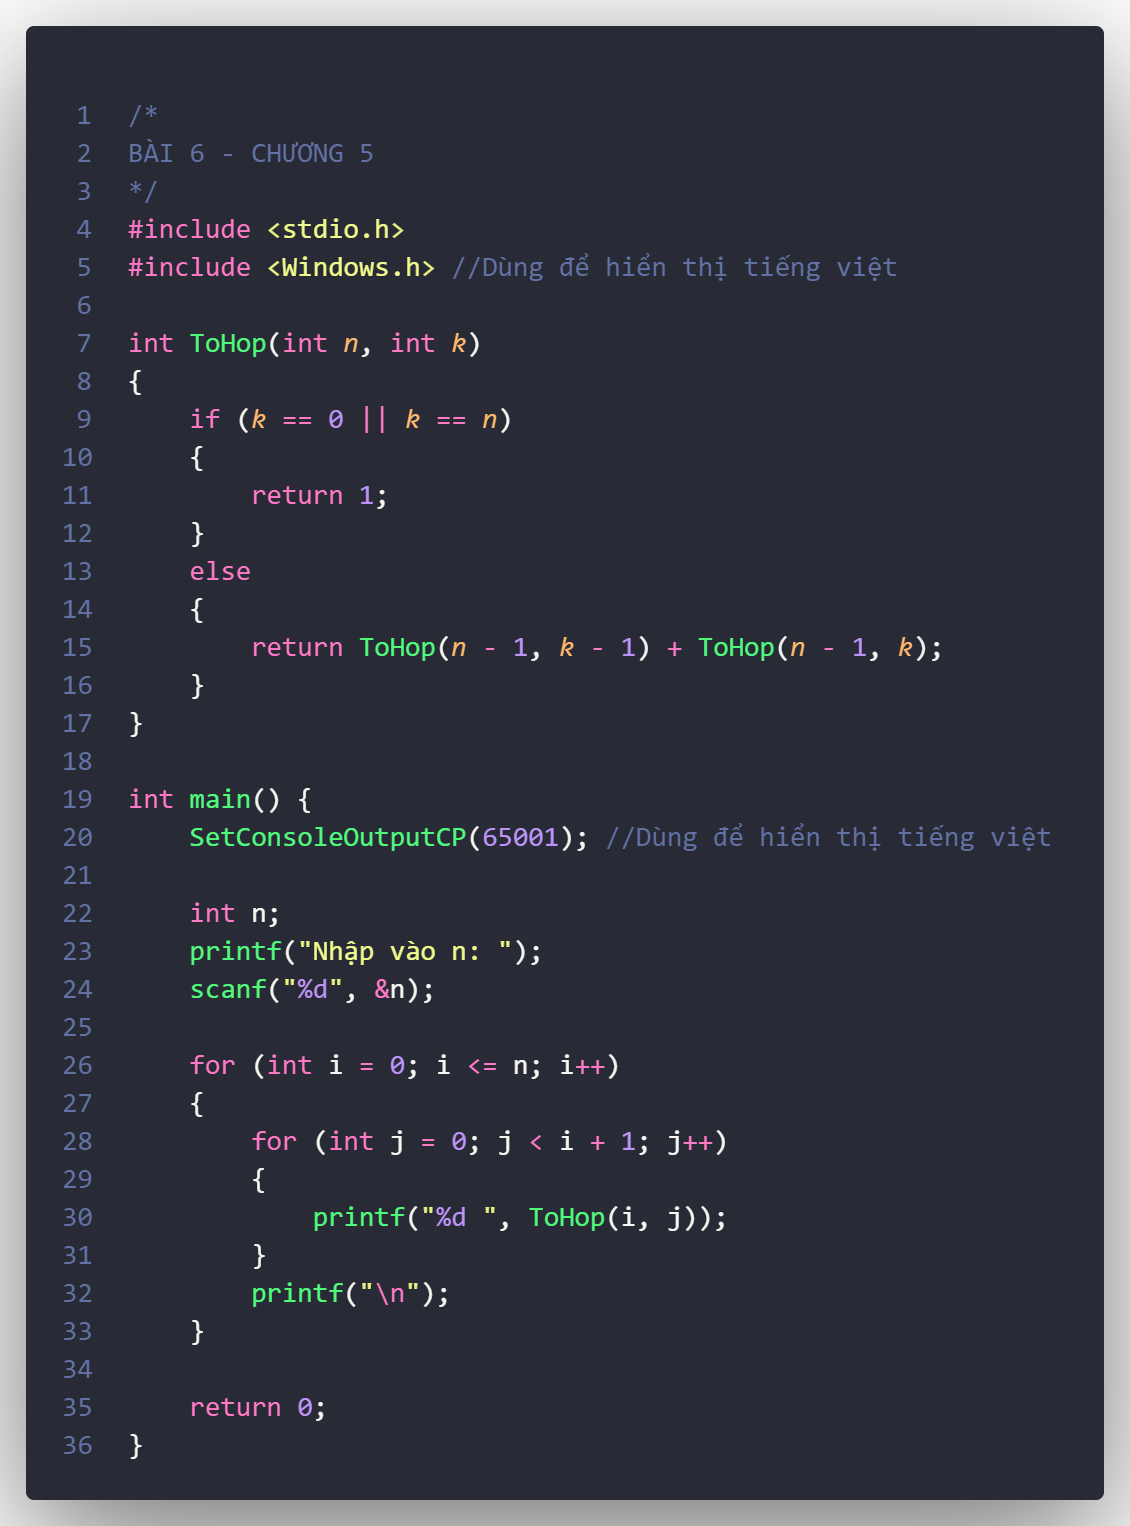 1 /*
2 BÀI 6 - CHƯƠNG 5
3 */
4 #include <stdio.h>
5 #include <Windows.h> //Dùng để hiển thị tiếng việt
6
7 int ToHop(int n, int k)
8 {
9     if (k == 0 || k == n)
10     {
11         return 1;
12     }
13     else
14     {
15         return ToHop(n - 1, k - 1) + ToHop(n - 1, k);
16     }
17 }
18
19 int main() {
20     SetConsoleOutputCP(65001); //Dùng để hiển thị tiếng việt
21
22     int n;
23     printf("Nhập vào n: ");
24     scanf("%d", &n);
25
26     for (int i = 0; i <= n; i++)
27     {
28         for (int j = 0; j < i + 1; j++)
29         {
30             printf("%d ", ToHop(i, j));
31         }
32         printf("\n");
33     }
34
35     return 0;
36 }